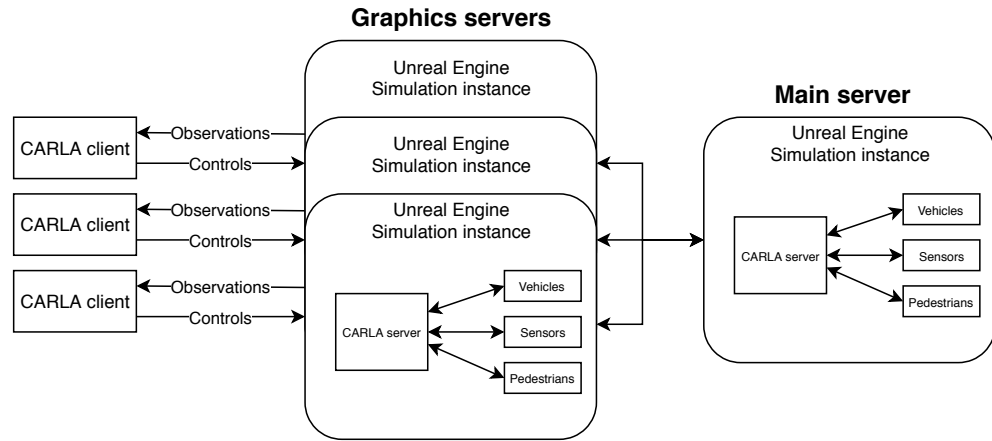 Graphics servers
Unreal Engine
Simulation instance
Main server
Unreal Engine
Simulation instance
CARLA client
Observations
Controls
Unreal Engine
Simulation instance
CARLA client
Observations
Controls
Unreal Engine
Simulation instance
CARLA client
Observations
Controls
CARLA server
Vehicles
Sensors
Pedestrians
CARLA server
Vehicles
Sensors
Pedestrians